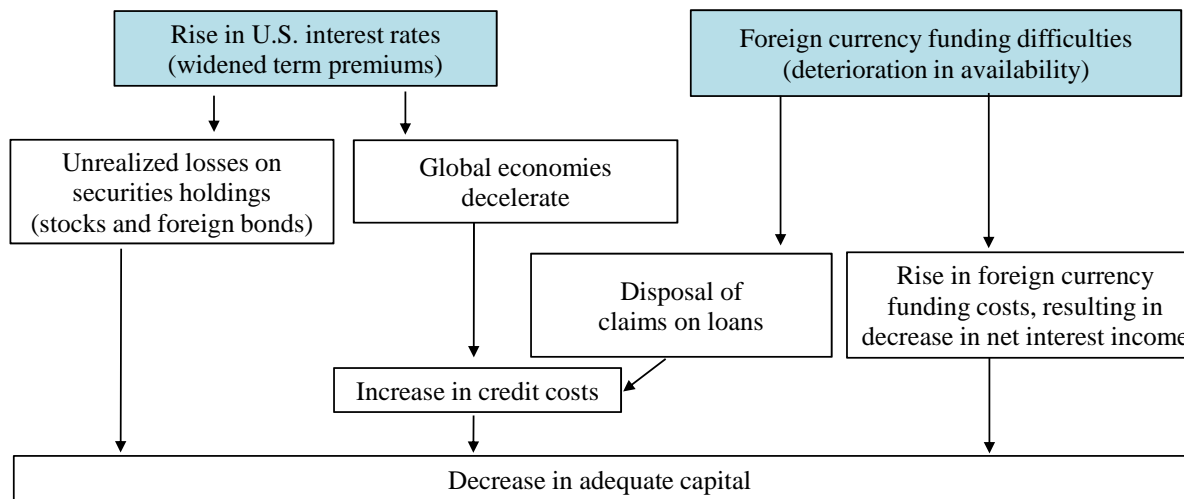 Rise in U.S. interest rates
(widened term premiums)
Foreign currency funding difficulties
(deterioration in availability)
Unrealized losses on
securities holdings
(stocks and foreign bonds)
Global economies
decelerate
Disposal of
claims on loans
Rise in foreign currency
funding costs, resulting in
decrease in net interest income
Increase in credit costs
Decrease in adequate capital